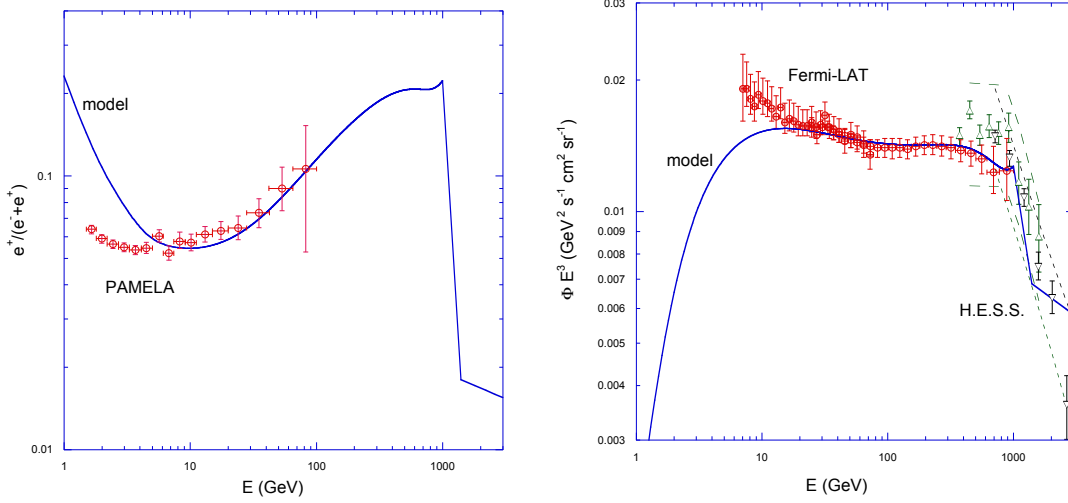 0.1
0.01
e⁺/(e⁻+e⁺)
model
PAMELA
1
10
100
1000
E (GeV)
0.03
0.02
0.01
0.009
0.008
0.007
0.006
0.005
0.004
0.003
Φ E³ (GeV² s⁻¹ cm² sr⁻¹)
Fermi-LAT
model
H.E.S.S.
1
10
100
1000
E (GeV)